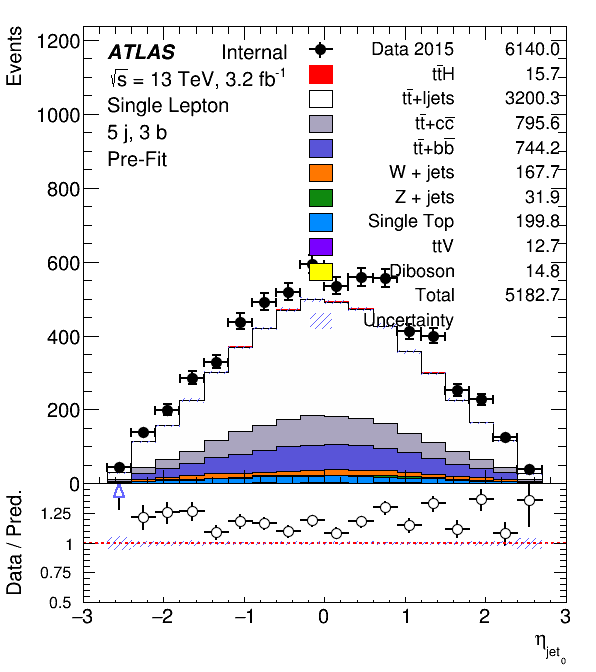 Events
1200
1000
800
600
400
200
0
ATLAS Internal
√s = 13 TeV, 3.2 fb⁻¹
Single Lepton
5 j, 3 b
Pre-Fit
Data 2015 6140.0
tt̅H 15.7
tt̅+ljets 3200.3
tt̅+cc̅ 795.6
tt̅+bb̅ 744.2
W + jets 167.7
Z + jets 31.9
Single Top 199.8
ttV 12.7
Diboson 14.8
Total 5182.7
Uncertainty
Data / Pred.
1.25
1
0.75
0.5
−3 −2 −1 0 1 2 3
η jet 0